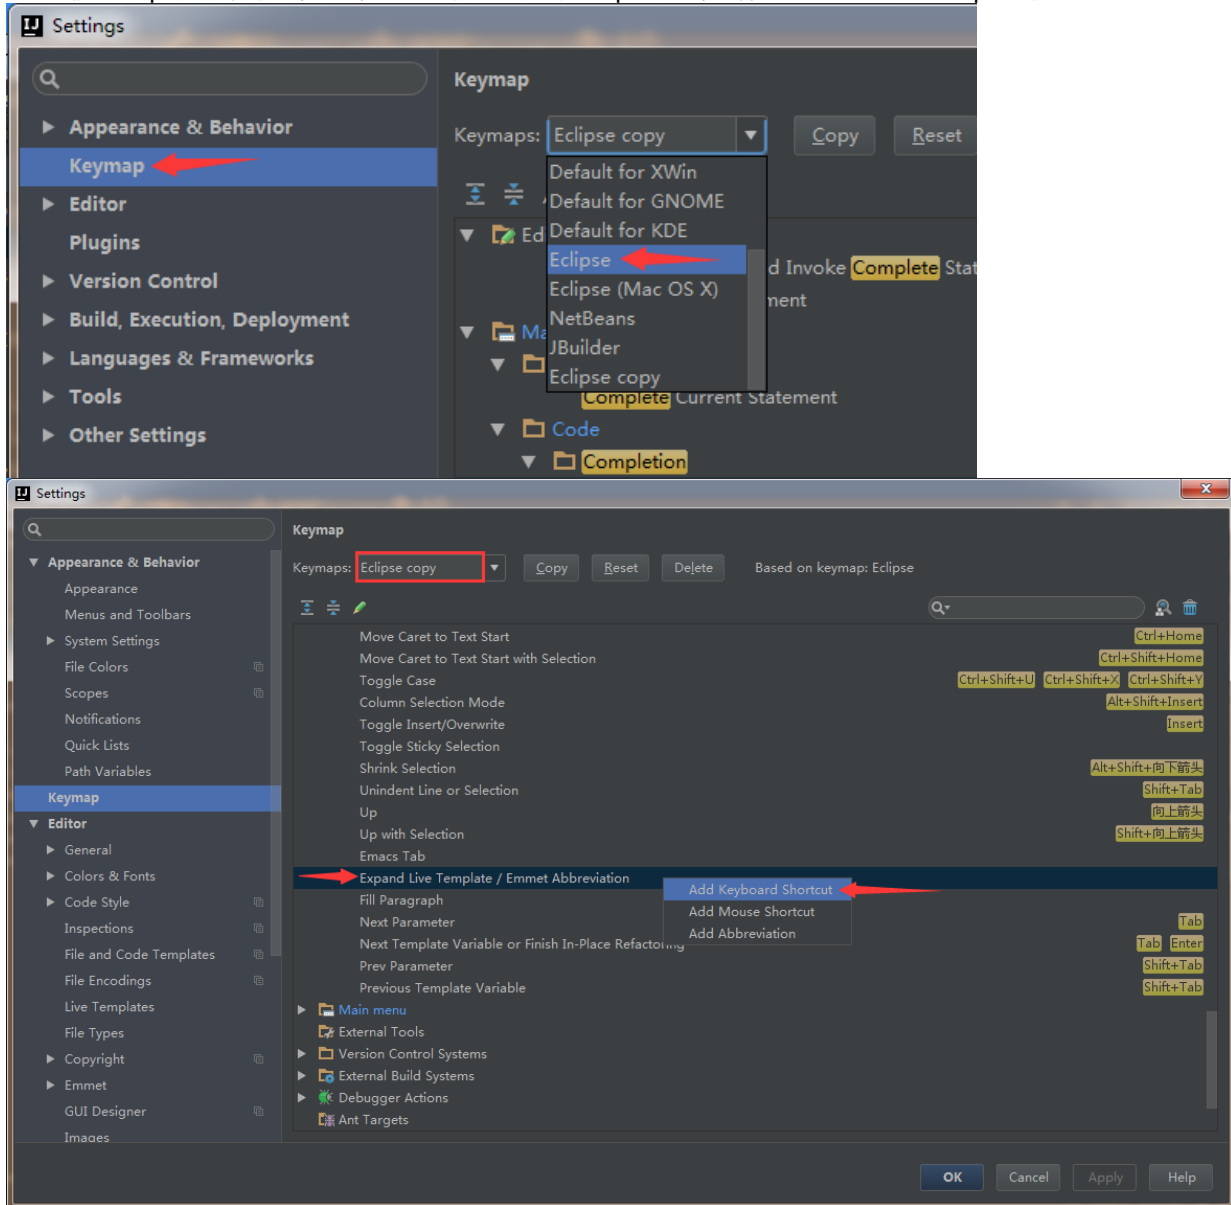 Settings
Keymap
Appearance & Behavior
Keymaps: Eclipse copy Copy Reset
Keymap
Default for XWin
Editor
Default for GNOME
Ed Default for KDE
Plugins
Eclipse
d Invoke Complete Stat
Version Control
Eclipse (Mac OS X)
ment
Build, Execution, Deployment
NetBeans
Ma
JBuilder
Languages & Frameworks
Eclipse copy
Tools
Complete Current Statement
Other Settings
Code
Completion
Settings
Keymap
Appearance & Behavior
Keymaps: Eclipse copy Copy Reset Delete Based on keymap: Eclipse
Appearance
Menus and Toolbars
System Settings
File Colors
Scopes
Notifications
Quick Lists
Path Variables
Keymap
Editor
General
Colors & Fonts
Code Style
Inspections
File and Code Templates
File Encodings
Live Templates
File Types
Copyright
Emmet
GUI Designer
Images
Move Caret to Text Start Ctrl+Home
Move Caret to Text Start with Selection Ctrl+Shift+Home
Toggle Case Ctrl+Shift+U Ctrl+Shift+X Ctrl+Shift+Y
Column Selection Mode Alt+Shift+Insert
Toggle Insert/Overwrite Insert
Toggle Sticky Selection
Shrink Selection Alt+Shift+向下箭头
Unindent Line or Selection Shift+Tab
Up 向上箭头
Up with Selection Shift+向上箭头
Emacs Tab
Expand Live Template / Emmet Abbreviation
Add Keyboard Shortcut
Fill Paragraph
Add Mouse Shortcut
Next Parameter Tab
Add Abbreviation
Next Template Variable or Finish In-Place Refactoring Tab Enter
Prev Parameter Shift+Tab
Previous Template Variable Shift+Tab
Main menu
External Tools
Version Control Systems
External Build Systems
Debugger Actions
Ant Targets
OK Cancel Apply Help